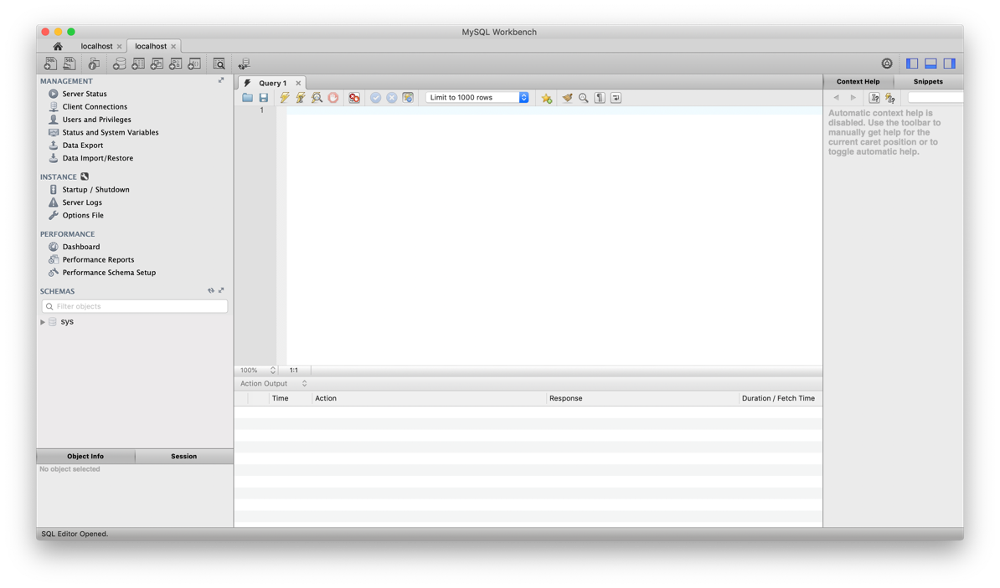 MySQL Workbench
localhost
localhost
MANAGEMENT
Server Status
Client Connections
Users and Privileges
Status and System Variables
Data Export
Data Import/Restore
INSTANCE
Startup / Shutdown
Server Logs
Options File
PERFORMANCE
Dashboard
Performance Reports
Performance Schema Setup
SCHEMAS
Filter objects
sys
Object Info
Session
No object selected
Query 1
Limit to 1000 rows
1
100%
1:1
Action Output
Time
Action
Response
Duration / Fetch Time
Context Help
Snippets
Automatic context help is
disabled. Use the toolbar to
manually get help for the
current caret position or to
toggle automatic help.
SQL Editor Opened.